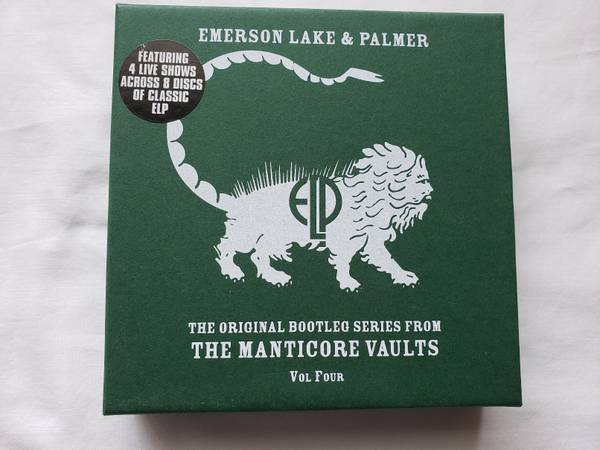 EMERSON LAKE & PALMER
FEATURING
4 LIVE SHOWS
ACROSS 8 DISCS
OF CLASSIC
ELP
ELP
THE ORIGINAL BOOTLEG SERIES FROM
THE MANTICORE VAULTS
VOL FOUR